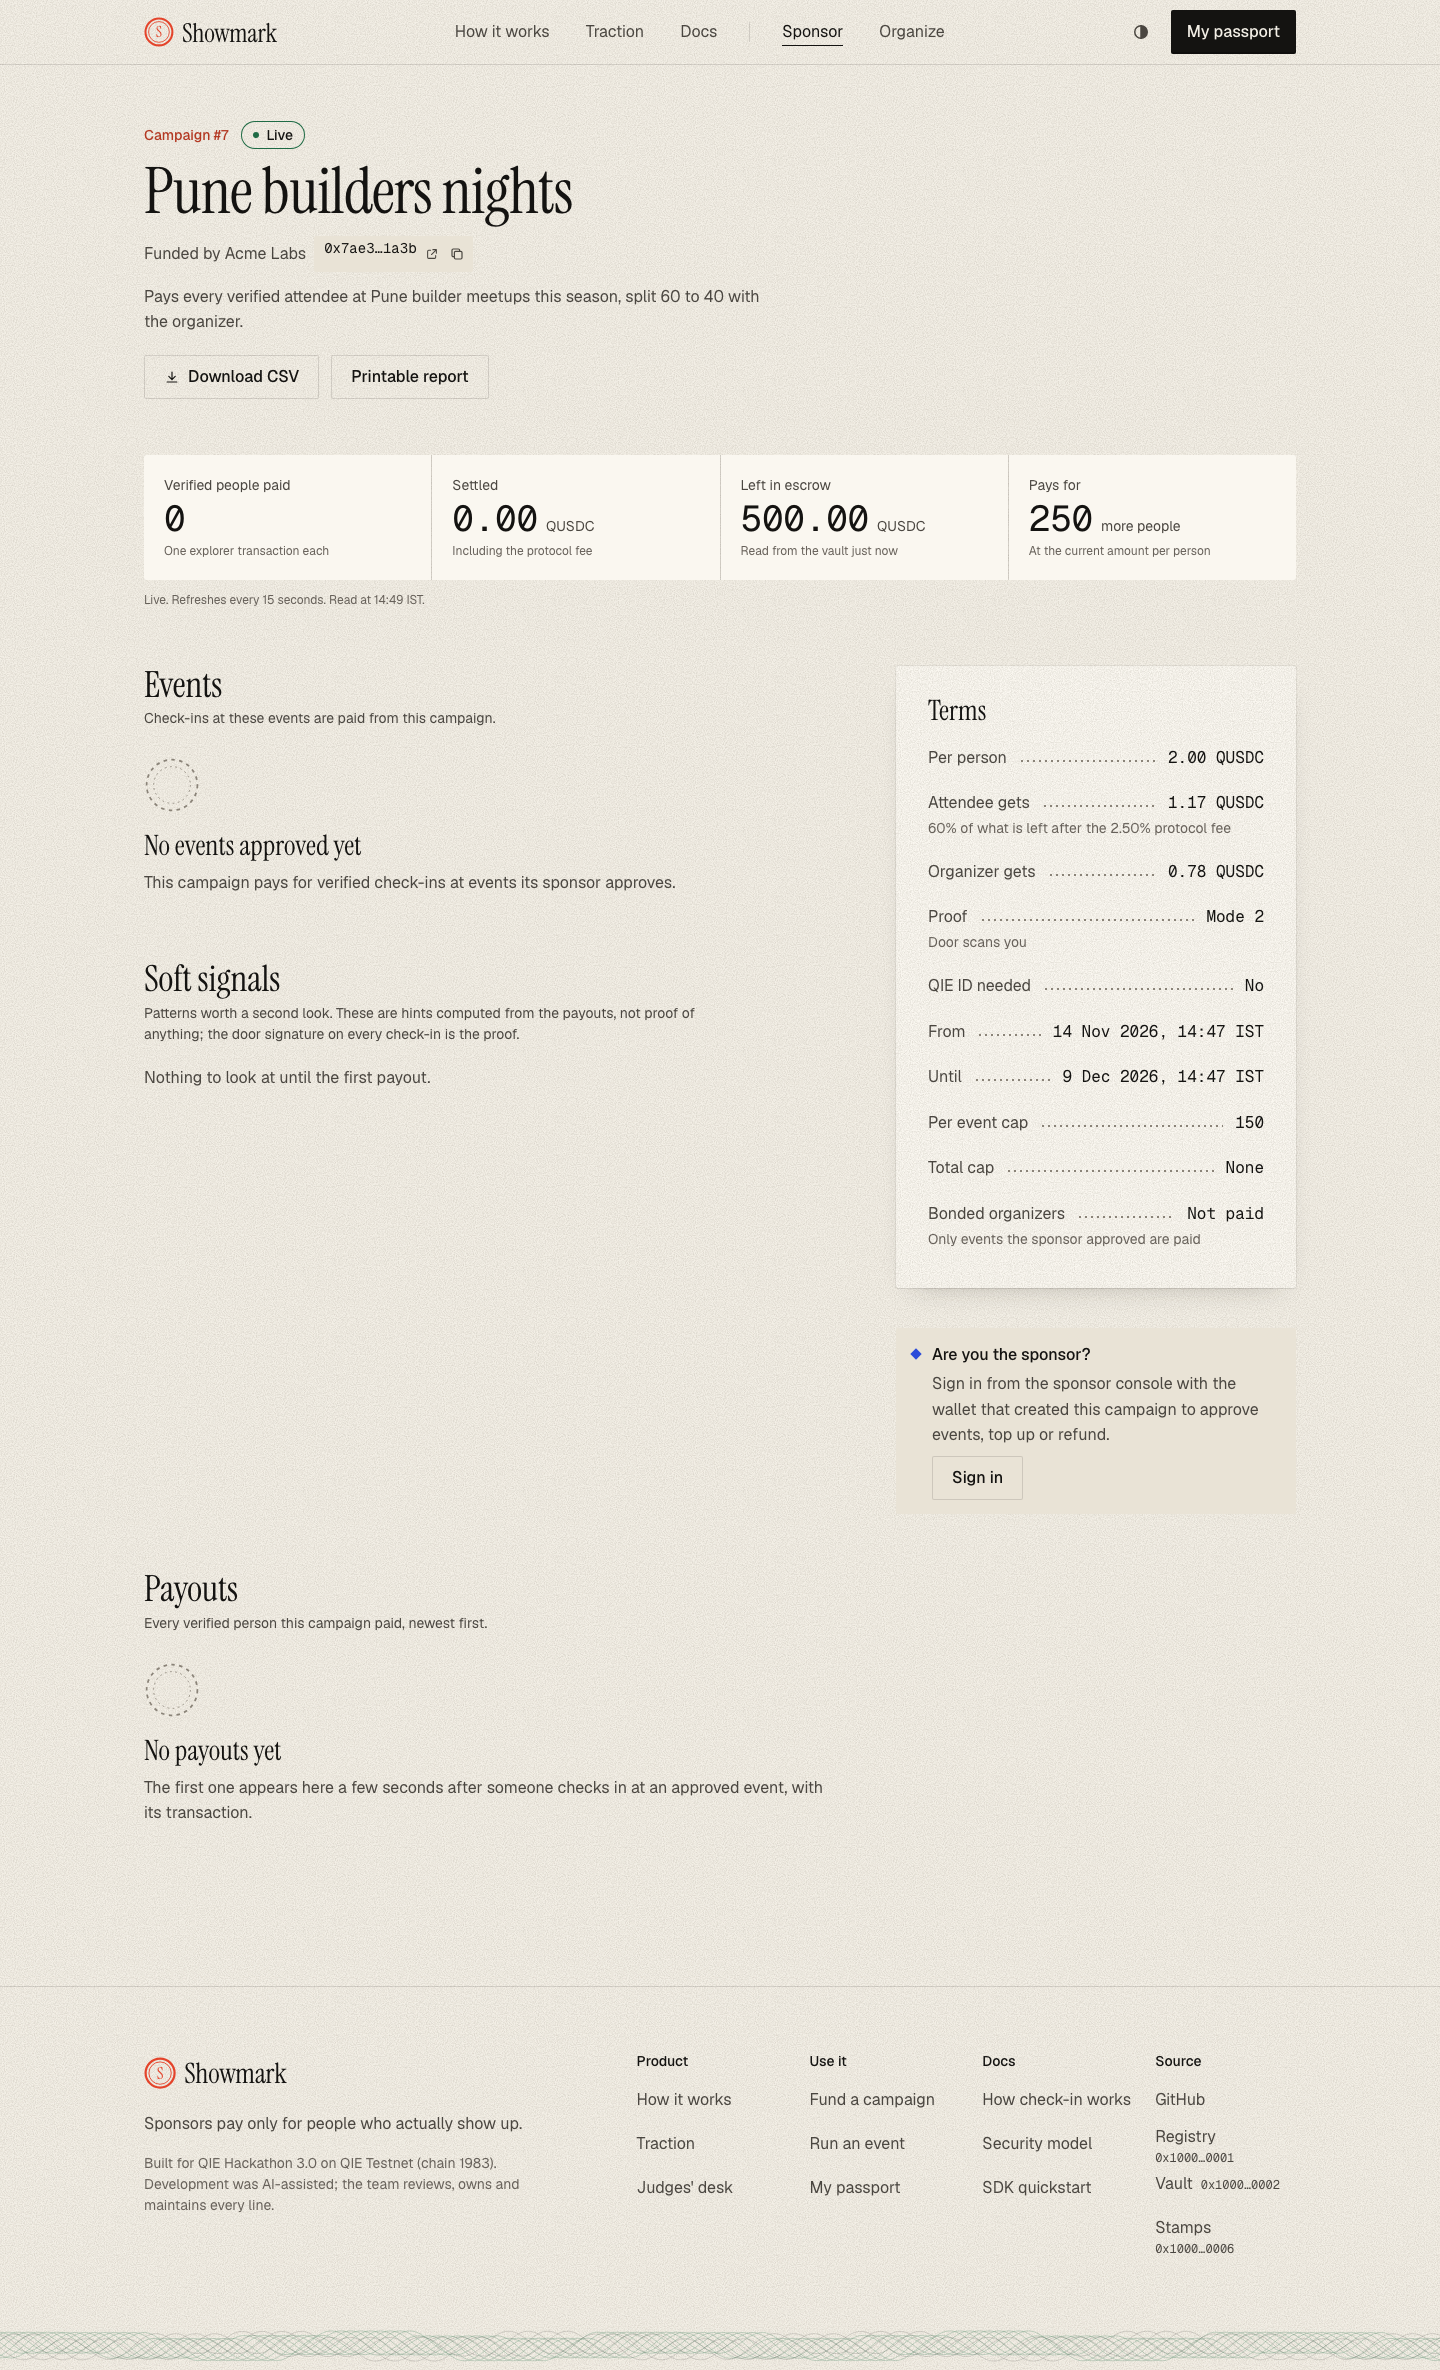 S Showmark
How it works
Traction
Docs
Sponsor
Organize
My passport
Campaign #7
Live
Pune builders nights
Funded by Acme Labs 0x7ae3…1a3b
Pays every verified attendee at Pune builder meetups this season, split 60 to 40 with
the organizer.
Download CSV
Printable report
Verified people paid
0
One explorer transaction each
Settled
0.00 QUSDC
Including the protocol fee
Left in escrow
500.00 QUSDC
Read from the vault just now
Pays for
250 more people
At the current amount per person
Live. Refreshes every 15 seconds. Read at 14:49 IST.
Events
Check-ins at these events are paid from this campaign.
No events approved yet
This campaign pays for verified check-ins at events its sponsor approves.
Soft signals
Patterns worth a second look. These are hints computed from the payouts, not proof of
anything; the door signature on every check-in is the proof.
Nothing to look at until the first payout.
Terms
Per person 2.00 QUSDC
Attendee gets 1.17 QUSDC
60% of what is left after the 2.50% protocol fee
Organizer gets 0.78 QUSDC
Proof Mode 2
Door scans you
QIE ID needed No
From 14 Nov 2026, 14:47 IST
Until 9 Dec 2026, 14:47 IST
Per event cap 150
Total cap None
Bonded organizers Not paid
Only events the sponsor approved are paid
Are you the sponsor?
Sign in from the sponsor console with the
wallet that created this campaign to approve
events, top up or refund.
Sign in
Payouts
Every verified person this campaign paid, newest first.
No payouts yet
The first one appears here a few seconds after someone checks in at an approved event, with
its transaction.
S Showmark
Sponsors pay only for people who actually show up.
Built for QIE Hackathon 3.0 on QIE Testnet (chain 1983).
Development was AI-assisted; the team reviews, owns and
maintains every line.
Product
How it works
Traction
Judges' desk
Use it
Fund a campaign
Run an event
My passport
Docs
How check-in works
Security model
SDK quickstart
Source
GitHub
Registry
0x1000…0001
Vault 0x1000…0002
Stamps
0x1000…0006